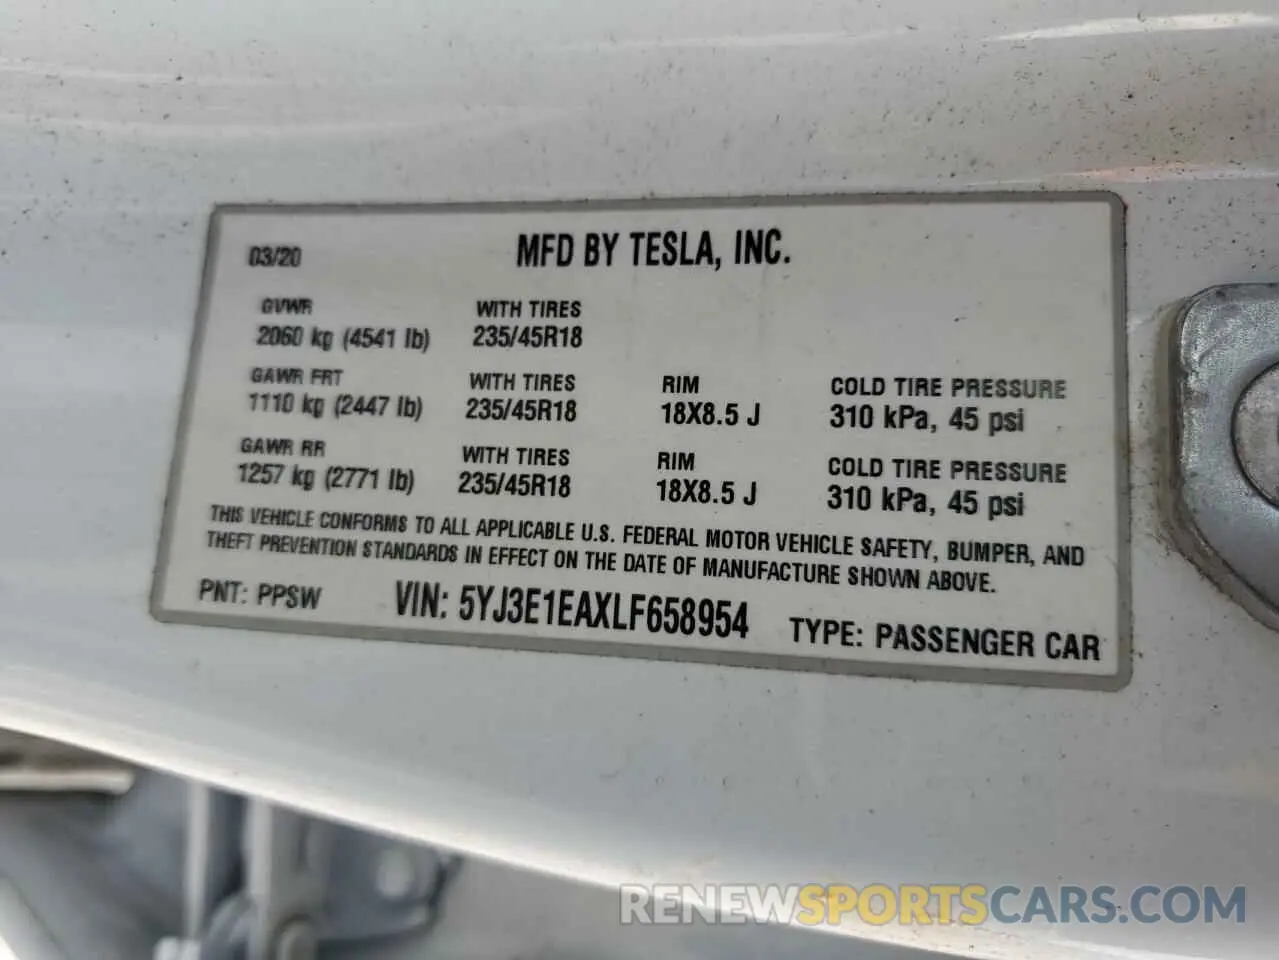 03/20 MFD BY TESLA, INC.
GVWR WITH TIRES
2060 kg (4541 lb) 235/45R18
GAWR FRT WITH TIRES RIM COLD TIRE PRESSURE
1110 kg (2447 lb) 235/45R18 18X8.5 J 310 kPa, 45 psi
GAWR RR WITH TIRES RIM COLD TIRE PRESSURE
1257 kg (2771 lb) 235/45R18 18X8.5 J 310 kPa, 45 psi
THIS VEHICLE CONFORMS TO ALL APPLICABLE U.S. FEDERAL MOTOR VEHICLE SAFETY, BUMPER, AND
THEFT PREVENTION STANDARDS IN EFFECT ON THE DATE OF MANUFACTURE SHOWN ABOVE.
PNT: PPSW VIN: 5YJ3E1EAXLF658954 TYPE: PASSENGER CAR
RENEWSPORTSCARS.COM